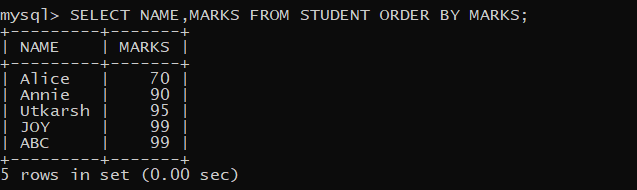 mysql> SELECT NAME,MARKS FROM STUDENT ORDER BY MARKS;
+---------+-------+
| NAME    | MARKS |
+---------+-------+
| Alice   |    70 |
| Annie   |    90 |
| Utkarsh |    95 |
| JOY     |    99 |
| ABC     |    99 |
+---------+-------+
5 rows in set (0.00 sec)